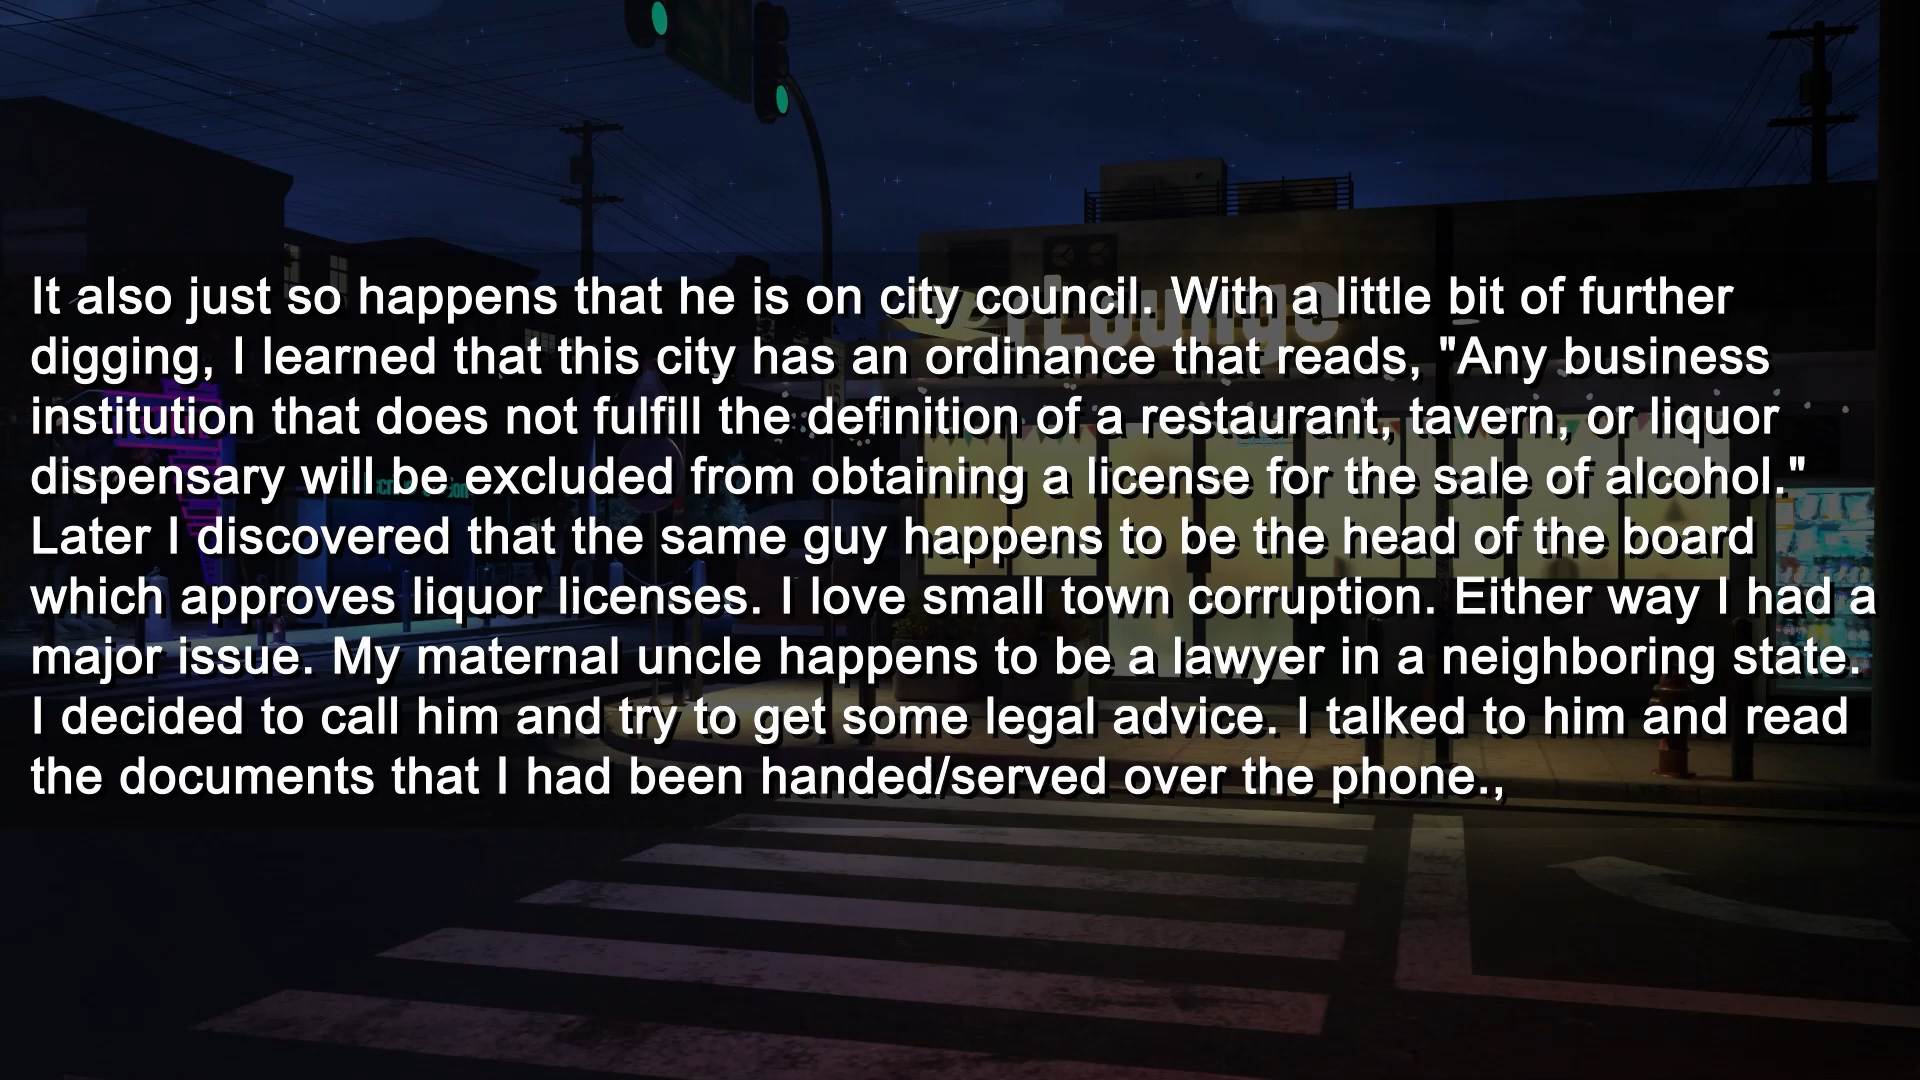 It also just so happens that he is on city council. With a little bit of further
digging, I learned that this city has an ordinance that reads, "Any business
institution that does not fulfill the definition of a restaurant, tavern, or liquor
dispensary will be excluded from obtaining a license for the sale of alcohol."
Later I discovered that the same guy happens to be the head of the board
which approves liquor licenses. I love small town corruption. Either way I had a
major issue. My maternal uncle happens to be a lawyer in a neighboring state.
I decided to call him and try to get some legal advice. I talked to him and read
the documents that I had been handed/served over the phone.,
Lounge